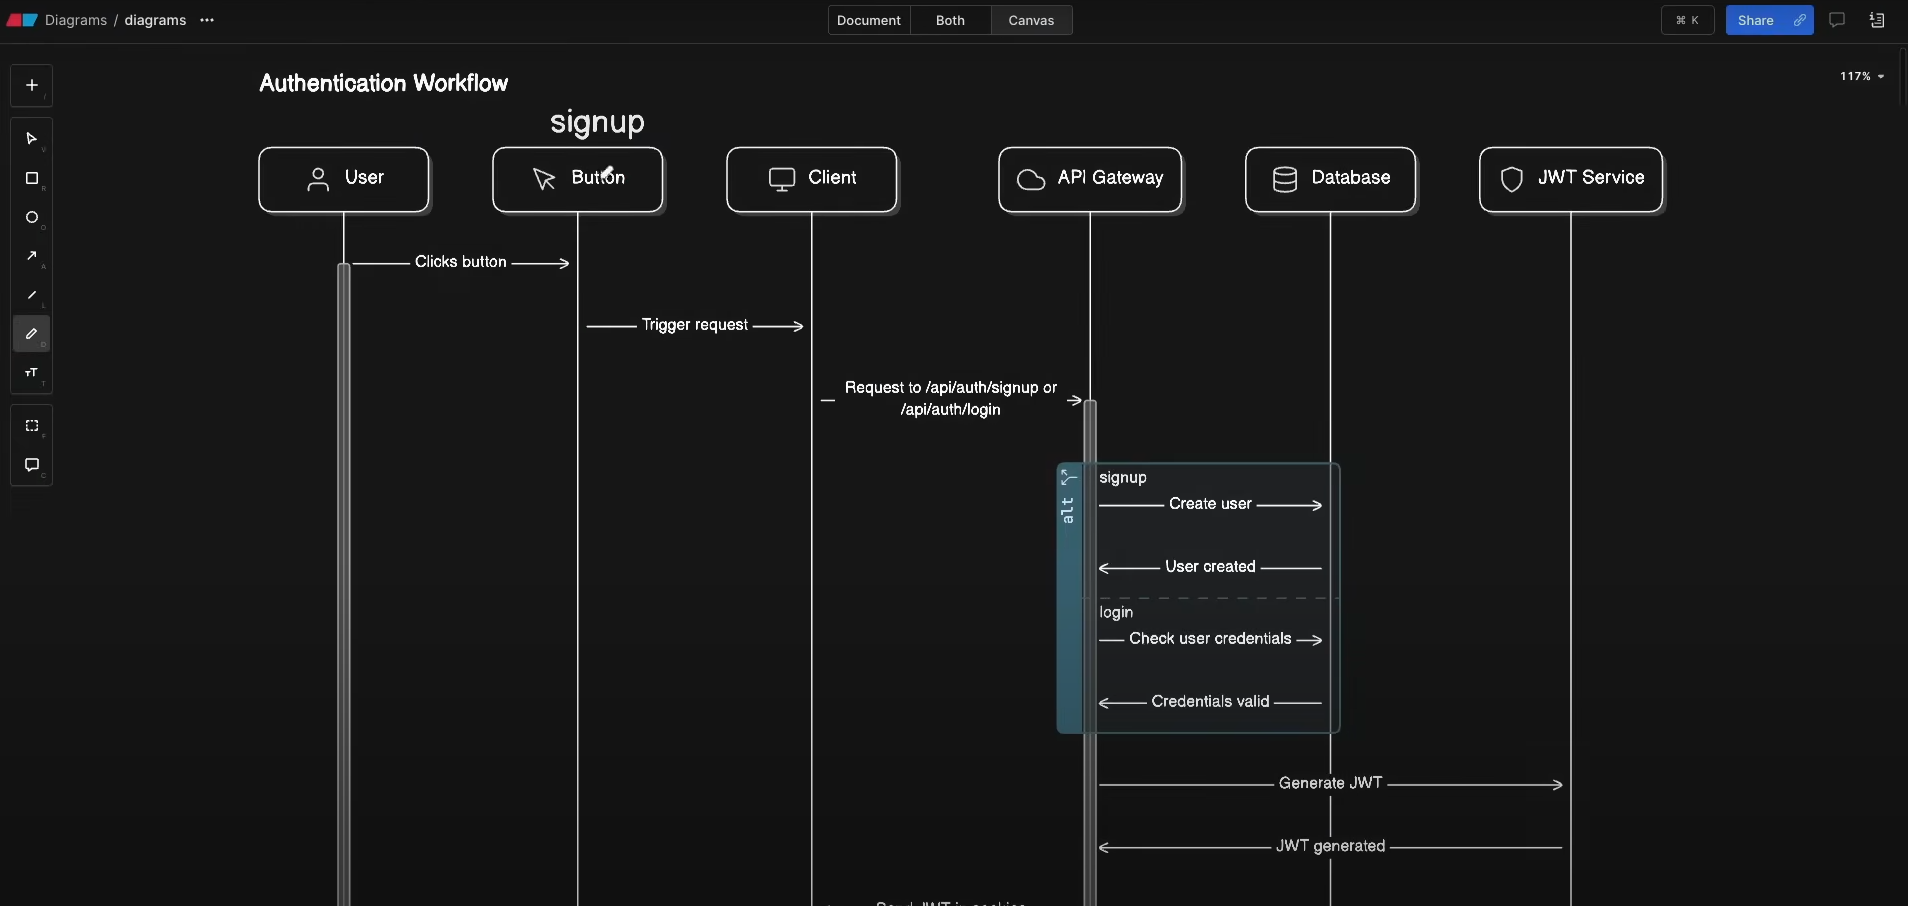 Diagrams / diagrams ...
Document Both Canvas
⌘ K
Share
117%
Authentication Workflow
signup
User
Button
Client
API Gateway
Database
JWT Service
Clicks button
Trigger request
Request to /api/auth/signup or
/api/auth/login
alt
signup
Create user
User created
login
Check user credentials
Credentials valid
Generate JWT
JWT generated